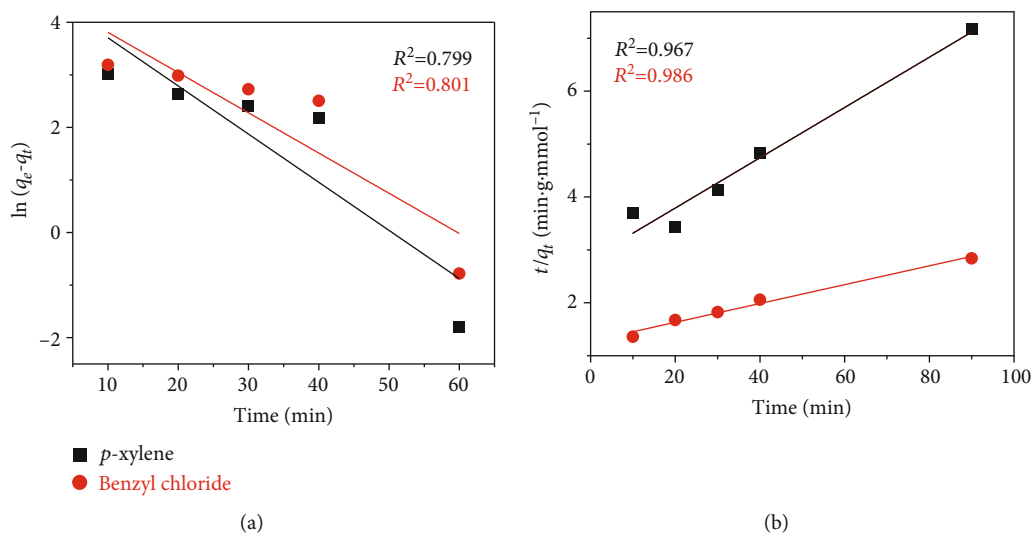 4
2
0
−2
ln (qe-qt)
R²=0.799
R²=0.801
10 20 30 40 50 60
Time (min)
p-xylene
Benzyl chloride
(a)
6
4
2
t/qt (min·g·mmol⁻¹)
R²=0.967
R²=0.986
0 20 40 60 80 100
Time (min)
(b)